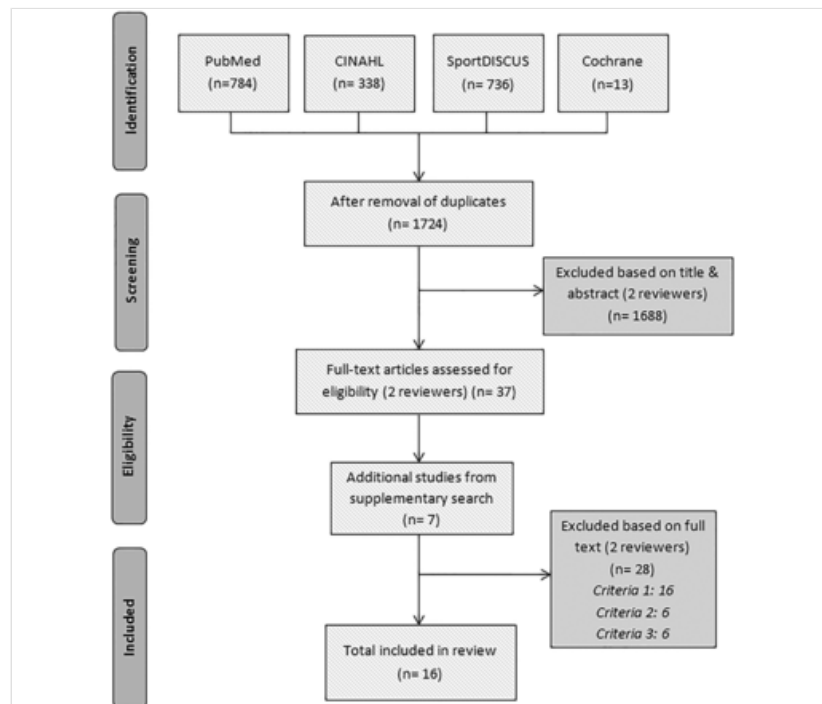 Identification
PubMed
(n=784)
CINAHL
(n= 338)
SportDISCUS
(n= 736)
Cochrane
(n=13)
After removal of duplicates
(n= 1724)
Screening
Excluded based on title &
abstract (2 reviewers)
(n= 1688)
Full-text articles assessed for
eligibility (2 reviewers) (n= 37)
Eligibility
Additional studies from
supplementary search
(n= 7)
Excluded based on full
text (2 reviewers)
(n= 28)
Criteria 1: 16
Criteria 2: 6
Criteria 3: 6
Included
Total included in review
(n= 16)